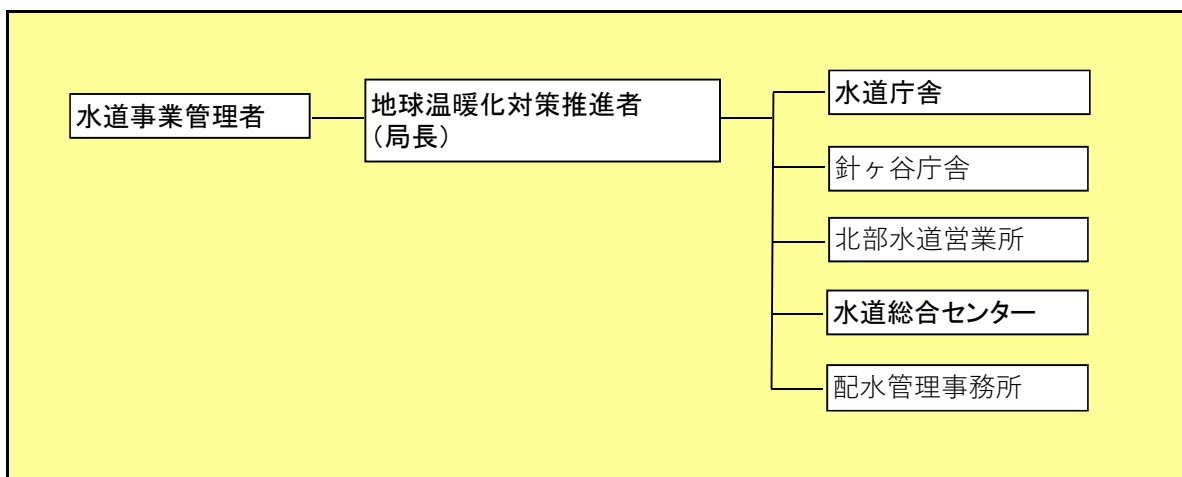 水道事業管理者
地球温暖化対策推進者
（局長）
水道庁舎
針ヶ谷庁舎
北部水道営業所
水道総合センター
配水管理事務所